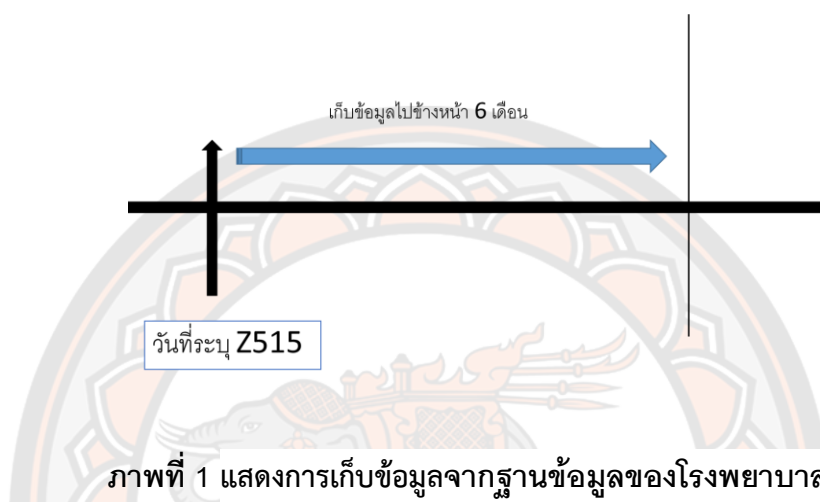 เก็บข้อมูลไปข้างหน้า 6 เดือน
วันที่ระบุ Z515
ภาพที่ 1 แสดงการเก็บข้อมูลจากฐานข้อมูลของโรงพยาบาล